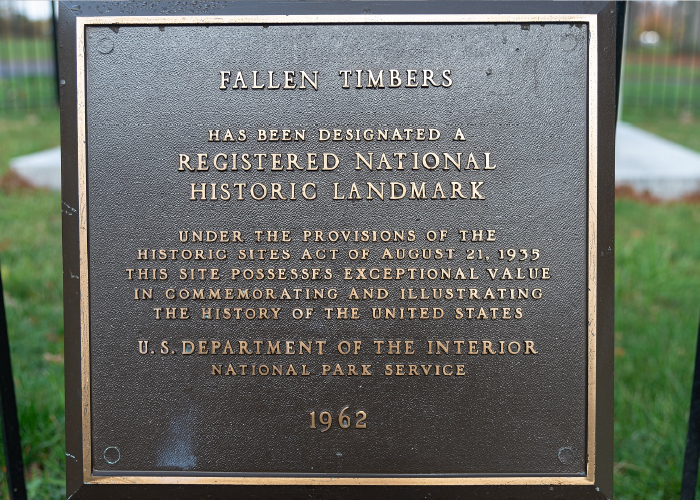 FALLEN TIMBERS
HAS BEEN DESIGNATED A
REGISTERED NATIONAL
HISTORIC LANDMARK
UNDER THE PROVISIONS OF THE
HISTORIC SITES ACT OF AUGUST 21, 1935
THIS SITE POSSESSES EXCEPTIONAL VALUE
IN COMMEMORATING AND ILLUSTRATING
THE HISTORY OF THE UNITED STATES
U.S. DEPARTMENT OF THE INTERIOR
NATIONAL PARK SERVICE
1962